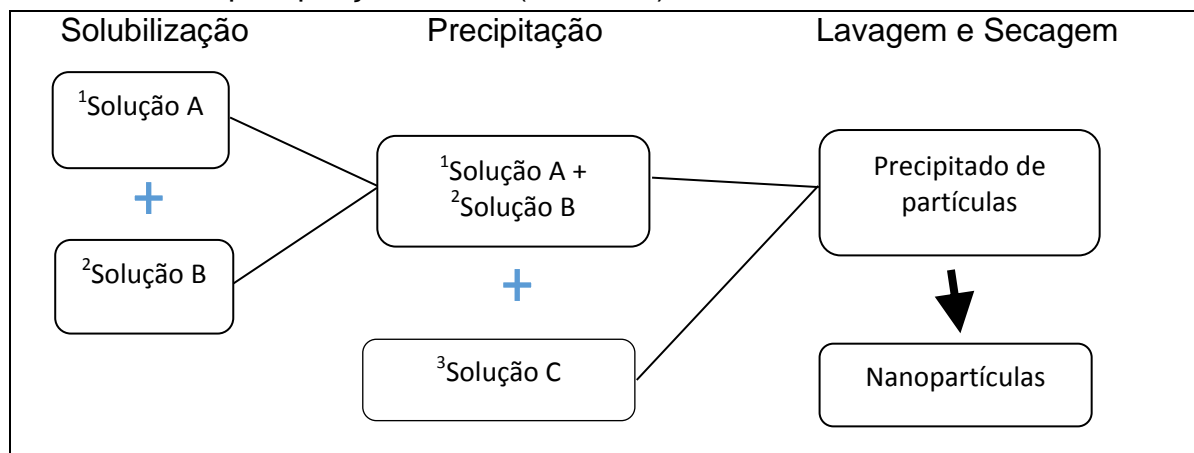 Solubilização
Precipitação
Lavagem e Secagem
¹Solução A
+
²Solução B
¹Solução A +
²Solução B
+
³Solução C
Precipitado de
partículas
Nanopartículas